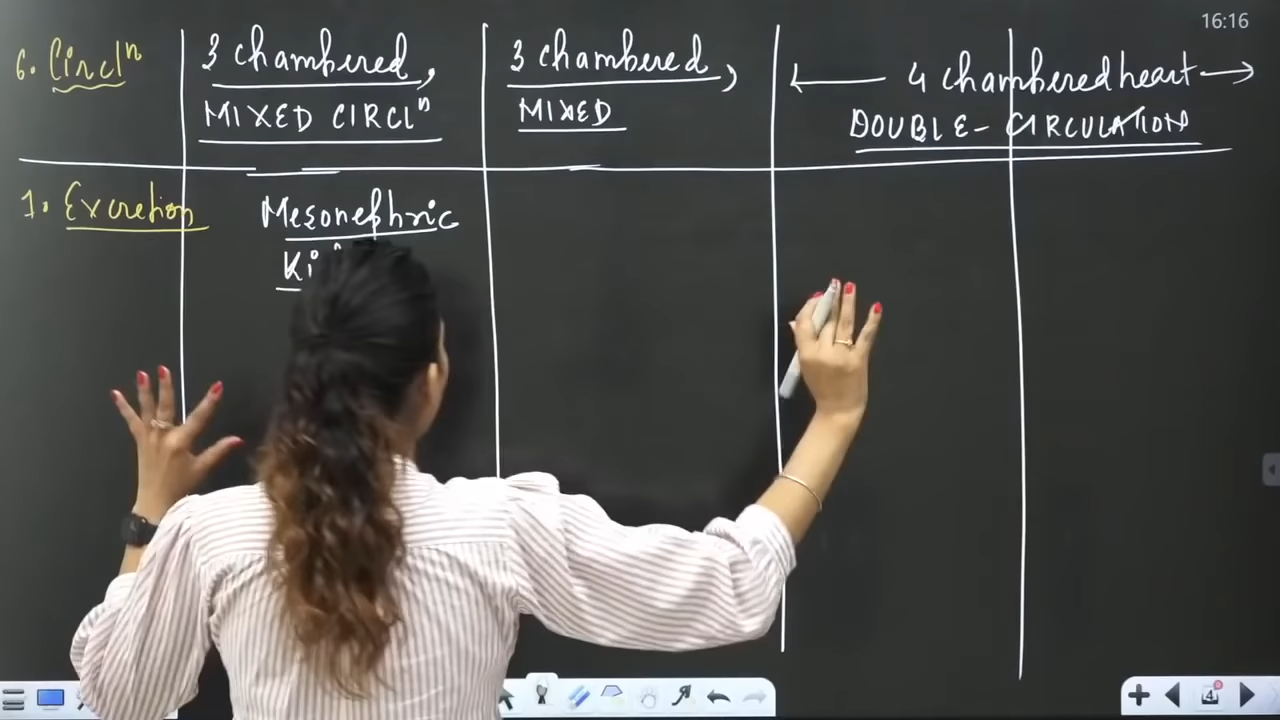 16:16
6. Circlⁿ
3 chambered,
MIXED CIRCLⁿ
3 chambered,
MIXED
4 chambered heart
DOUBLE - CIRCULATION
7. Excretion
Mesonephric
4